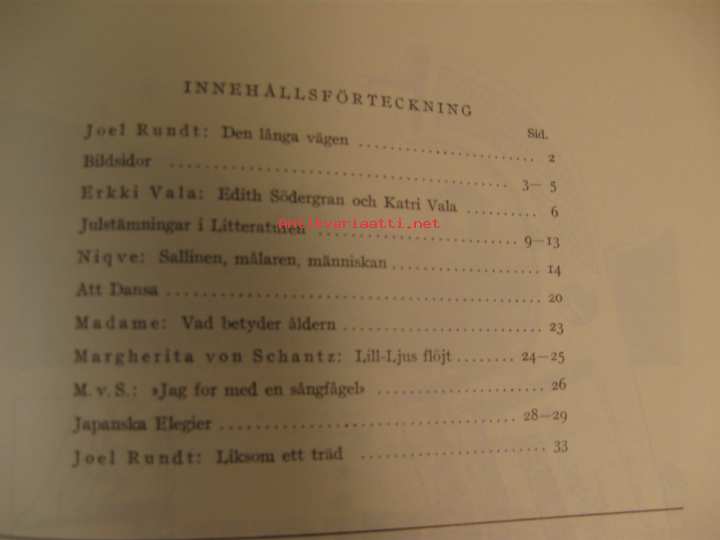 INNEHÅLLSFÖRTECKNING
Sid.
Joel Rundt: Den långa vägen 2
Bildsidor 3— 5
Erkki Vala: Edith Södergran och Katri Vala 6
antikvariaatti.net
Julstämningar i Litteraturen 9—13
Niqve: Sallinen, målaren, människan 14
Att Dansa 20
Madame: Vad betyder åldern 23
Margherita von Schantz: Lill-Ljus flöjt 24—25
M. v. S.: »Jag for med en sångfågel» 26
Japanska Elegier 28—29
Joel Rundt: Liksom ett träd 33